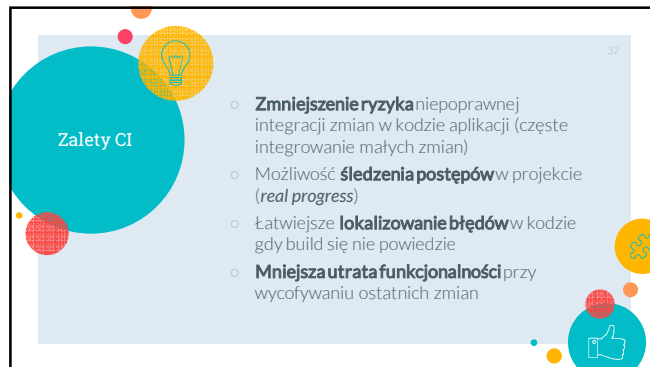 32
Zalety CI
○ Zmniejszenie ryzyka niepoprawnej
integracji zmian w kodzie aplikacji (częste
integrowanie małych zmian)
○ Możliwość śledzenia postępów w projekcie
(real progress)
○ Łatwiejsze lokalizowanie błędów w kodzie
gdy build się nie powiedzie
○ Mniejsza utrata funkcjonalności przy
wycofywaniu ostatnich zmian